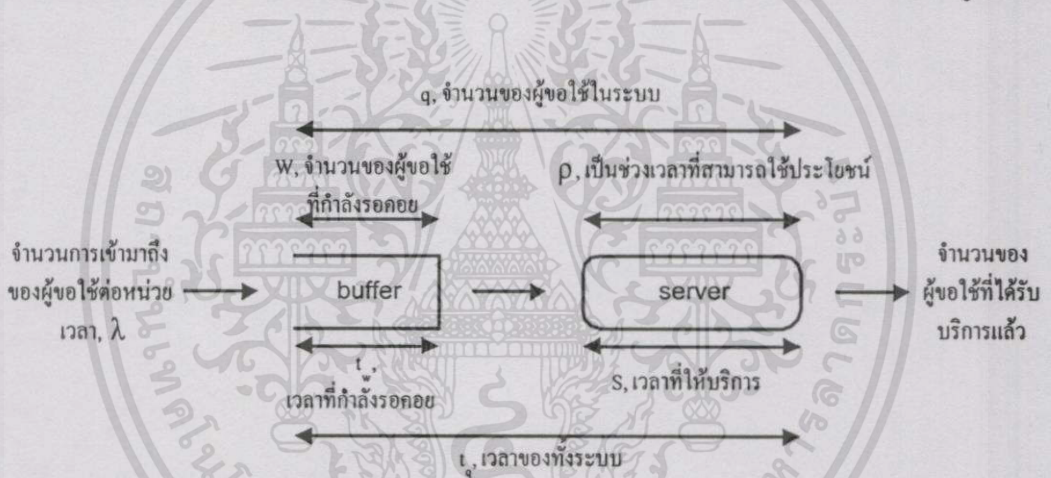 q, จำนวนของผู้ขอใช้ในระบบ
W, จำนวนของผู้ขอใช้
ที่กำลังรอคอย
ρ, เป็นช่วงเวลาที่สามารถใช้ประโยชน์
จำนวนการเข้ามาถึง
ของผู้ขอใช้ต่อหน่วย
เวลา, λ
buffer
server
จำนวนของ
ผู้ขอใช้ที่ได้รับ
บริการแล้ว
t_w,
เวลาที่กำลังรอคอย
S, เวลาที่ให้บริการ
t_q, เวลาของทั้งระบบ